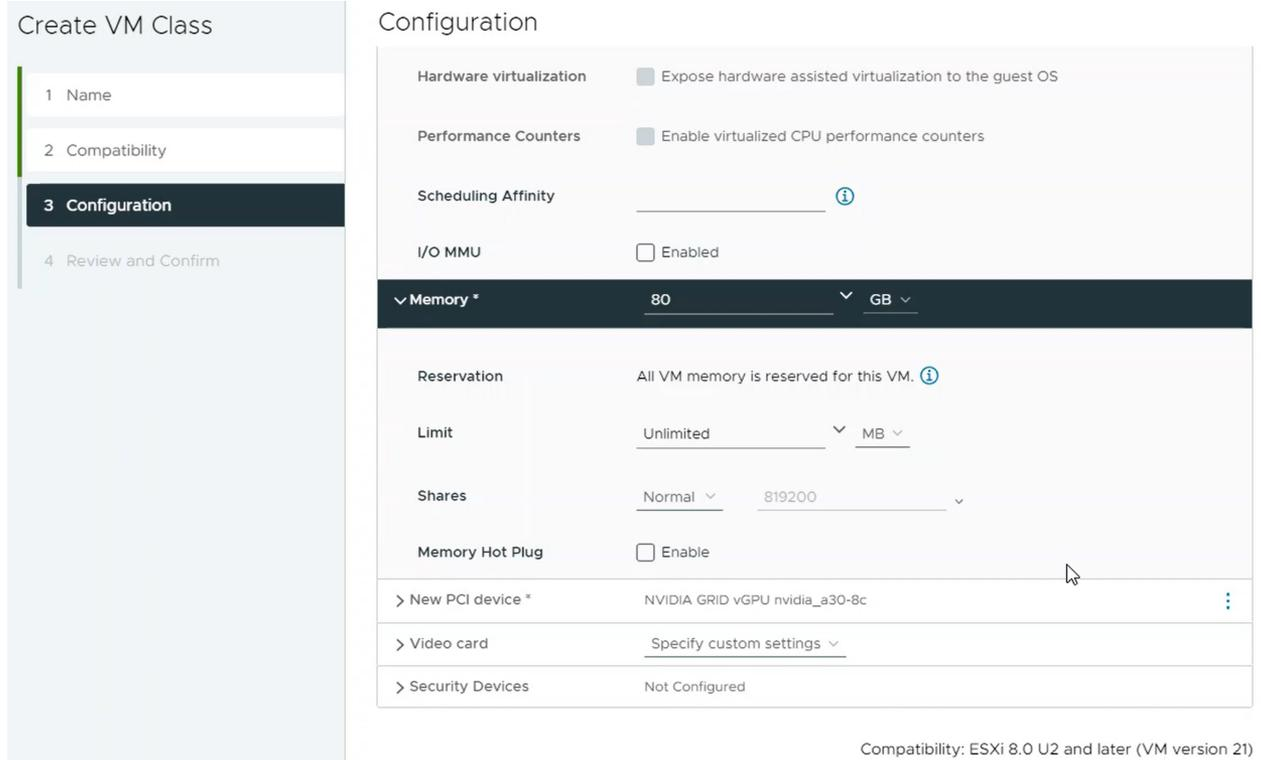 Create VM Class
1 Name
2 Compatibility
3 Configuration
4 Review and Confirm
Configuration
Hardware virtualization Expose hardware assisted virtualization to the guest OS
Performance Counters Enable virtualized CPU performance counters
Scheduling Affinity
I/O MMU Enabled
Memory * 80 GB
Reservation All VM memory is reserved for this VM.
Limit Unlimited MB
Shares Normal 819200
Memory Hot Plug Enable
New PCI device * NVIDIA GRID vGPU nvidia_a30-8c
Video card Specify custom settings
Security Devices Not Configured
Compatibility: ESXi 8.0 U2 and later (VM version 21)